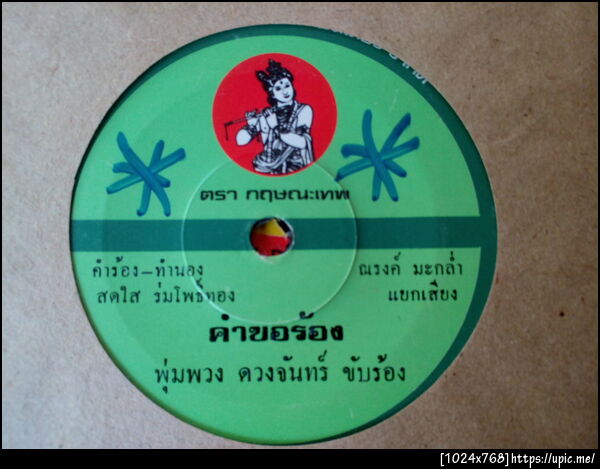 ตรา กฤษณะเทพ
คำร้อง-ทำนอง
สดใส ร่มโพธิ์ทอง
ณรงค์ มะกล่ำ
แยกเสียง
คำขอร้อง
พุ่มพวง ดวงจันทร์ ขับร้อง
[1024x768]https://upic.me/